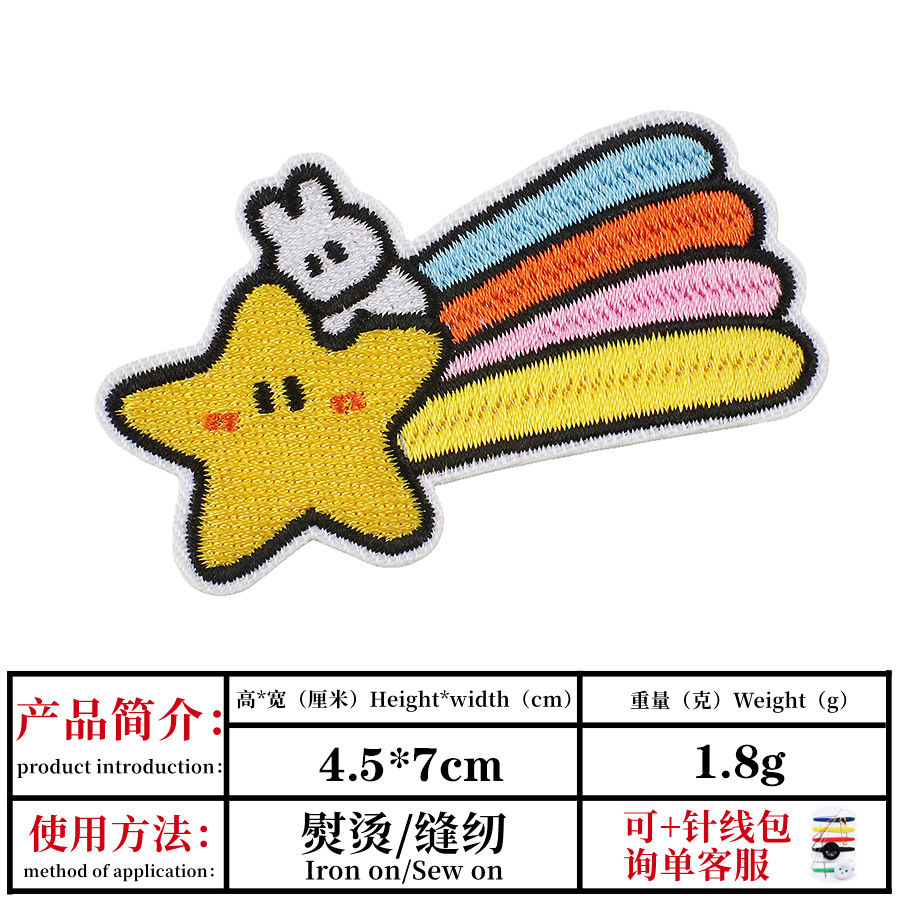 产品简介：
product introduction：
高*宽（厘米）Height*width（cm）
重量（克）Weight（g）
4.5*7cm
1.8g
使用方法：
method of application：
熨烫/缝纫
Iron on/Sew on
可+针线包
询单客服